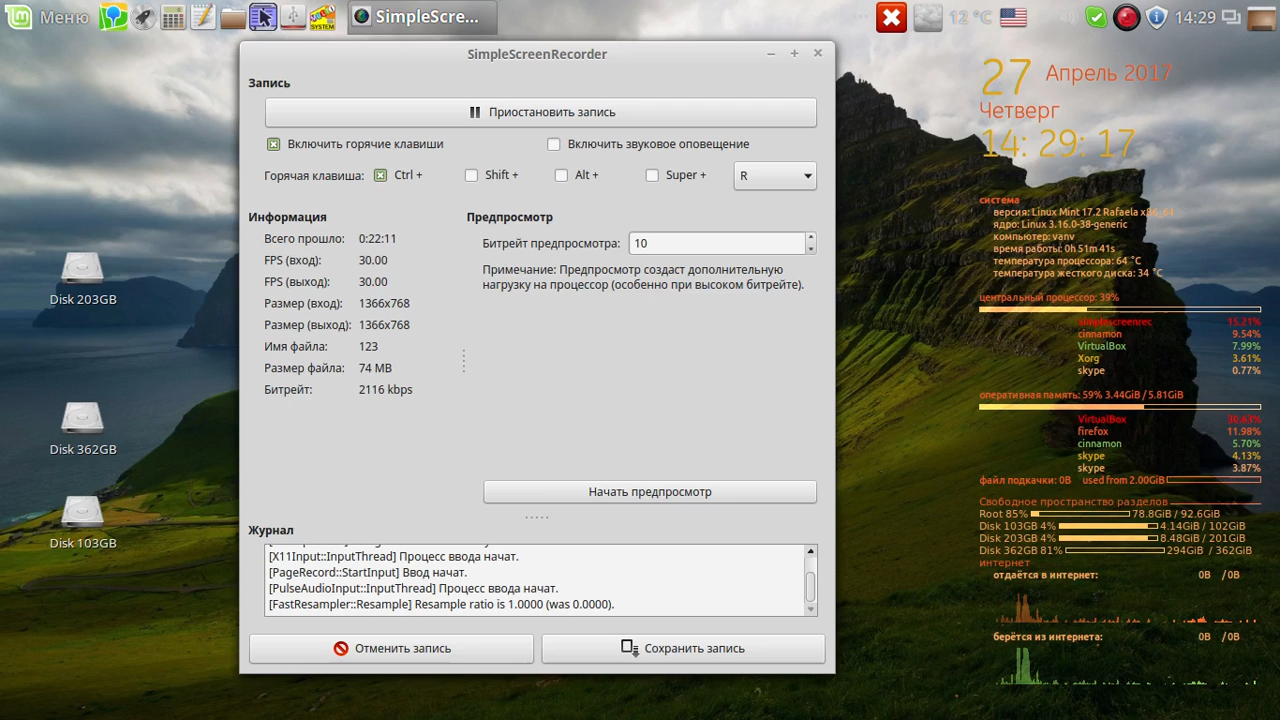 Меню
SYSTEM
SimpleScre...
12 °C
14:29
SimpleScreenRecorder
Запись
Приостановить запись
Включить горячие клавиши
Включить звуковое оповещение
Горячая клавиша:
Ctrl +
Shift +
Alt +
Super +
R
Информация
Всего прошло: 0:22:11
FPS (вход): 30.00
FPS (выход): 30.00
Размер (вход): 1366x768
Размер (выход): 1366x768
Имя файла: 123
Размер файла: 74 MB
Битрейт: 2116 kbps
Предпросмотр
Битрейт предпросмотра: 10
Примечание: Предпросмотр создаст дополнительную
нагрузку на процессор (особенно при высоком битрейте).
Начать предпросмотр
Журнал
[X11Input::InputThread] Процесс ввода начат.
[PageRecord::StartInput] Ввод начат.
[PulseAudioInput::InputThread] Процесс ввода начат.
[FastResampler::Resample] Resample ratio is 1.0000 (was 0.0000).
Отменить запись
Сохранить запись
Disk 203GB
Disk 362GB
Disk 103GB
27 Апрель 2017
Четверг
14: 29: 17
система
версия: Linux Mint 17.2 Rafaela x86_64
ядро: Linux 3.16.0-38-generic
компьютер: vanv
время работы: 0h 51m 41s
температура процессора: 64 °C
температура жесткого диска: 34 °C
центральный процессор: 39%
simplescreenrec 15.21%
cinnamon 9.54%
VirtualBox 7.99%
Xorg 3.61%
skype 0.77%
оперативная память: 59% 3.44GiB / 5.81GiB
VirtualBox 30.63%
firefox 11.98%
cinnamon 5.70%
skype 4.13%
skype 3.87%
файл подкачки: 0B used from 2.00GiB
Свободное пространство разделов
Root 85% 78.8GiB / 92.6GiB
Disk 103GB 4% 4.14GiB / 102GiB
Disk 203GB 4% 8.48GiB / 201GiB
Disk 362GB 81% 294GiB / 362GiB
интернет
отдаётся в интернет: 0B /0B
берётся из интернета: 0B /0B